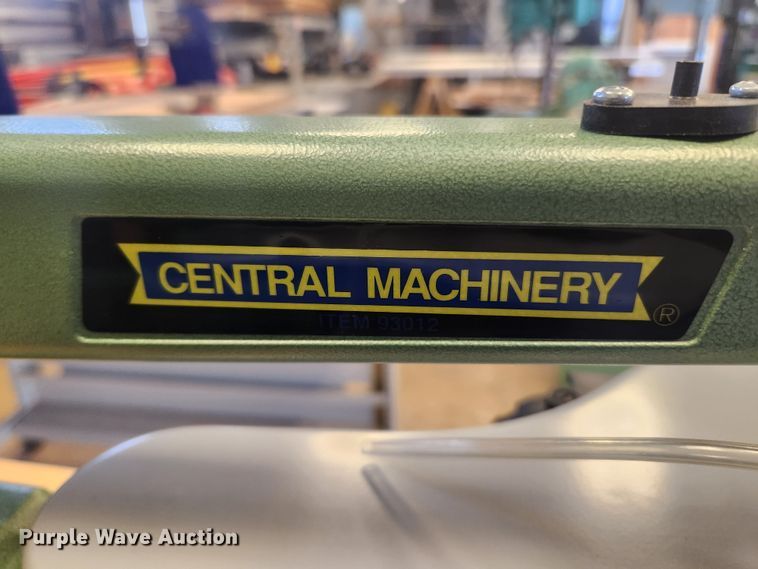 CENTRAL MACHINERY
®
ITEM 93012
Purple Wave Auction